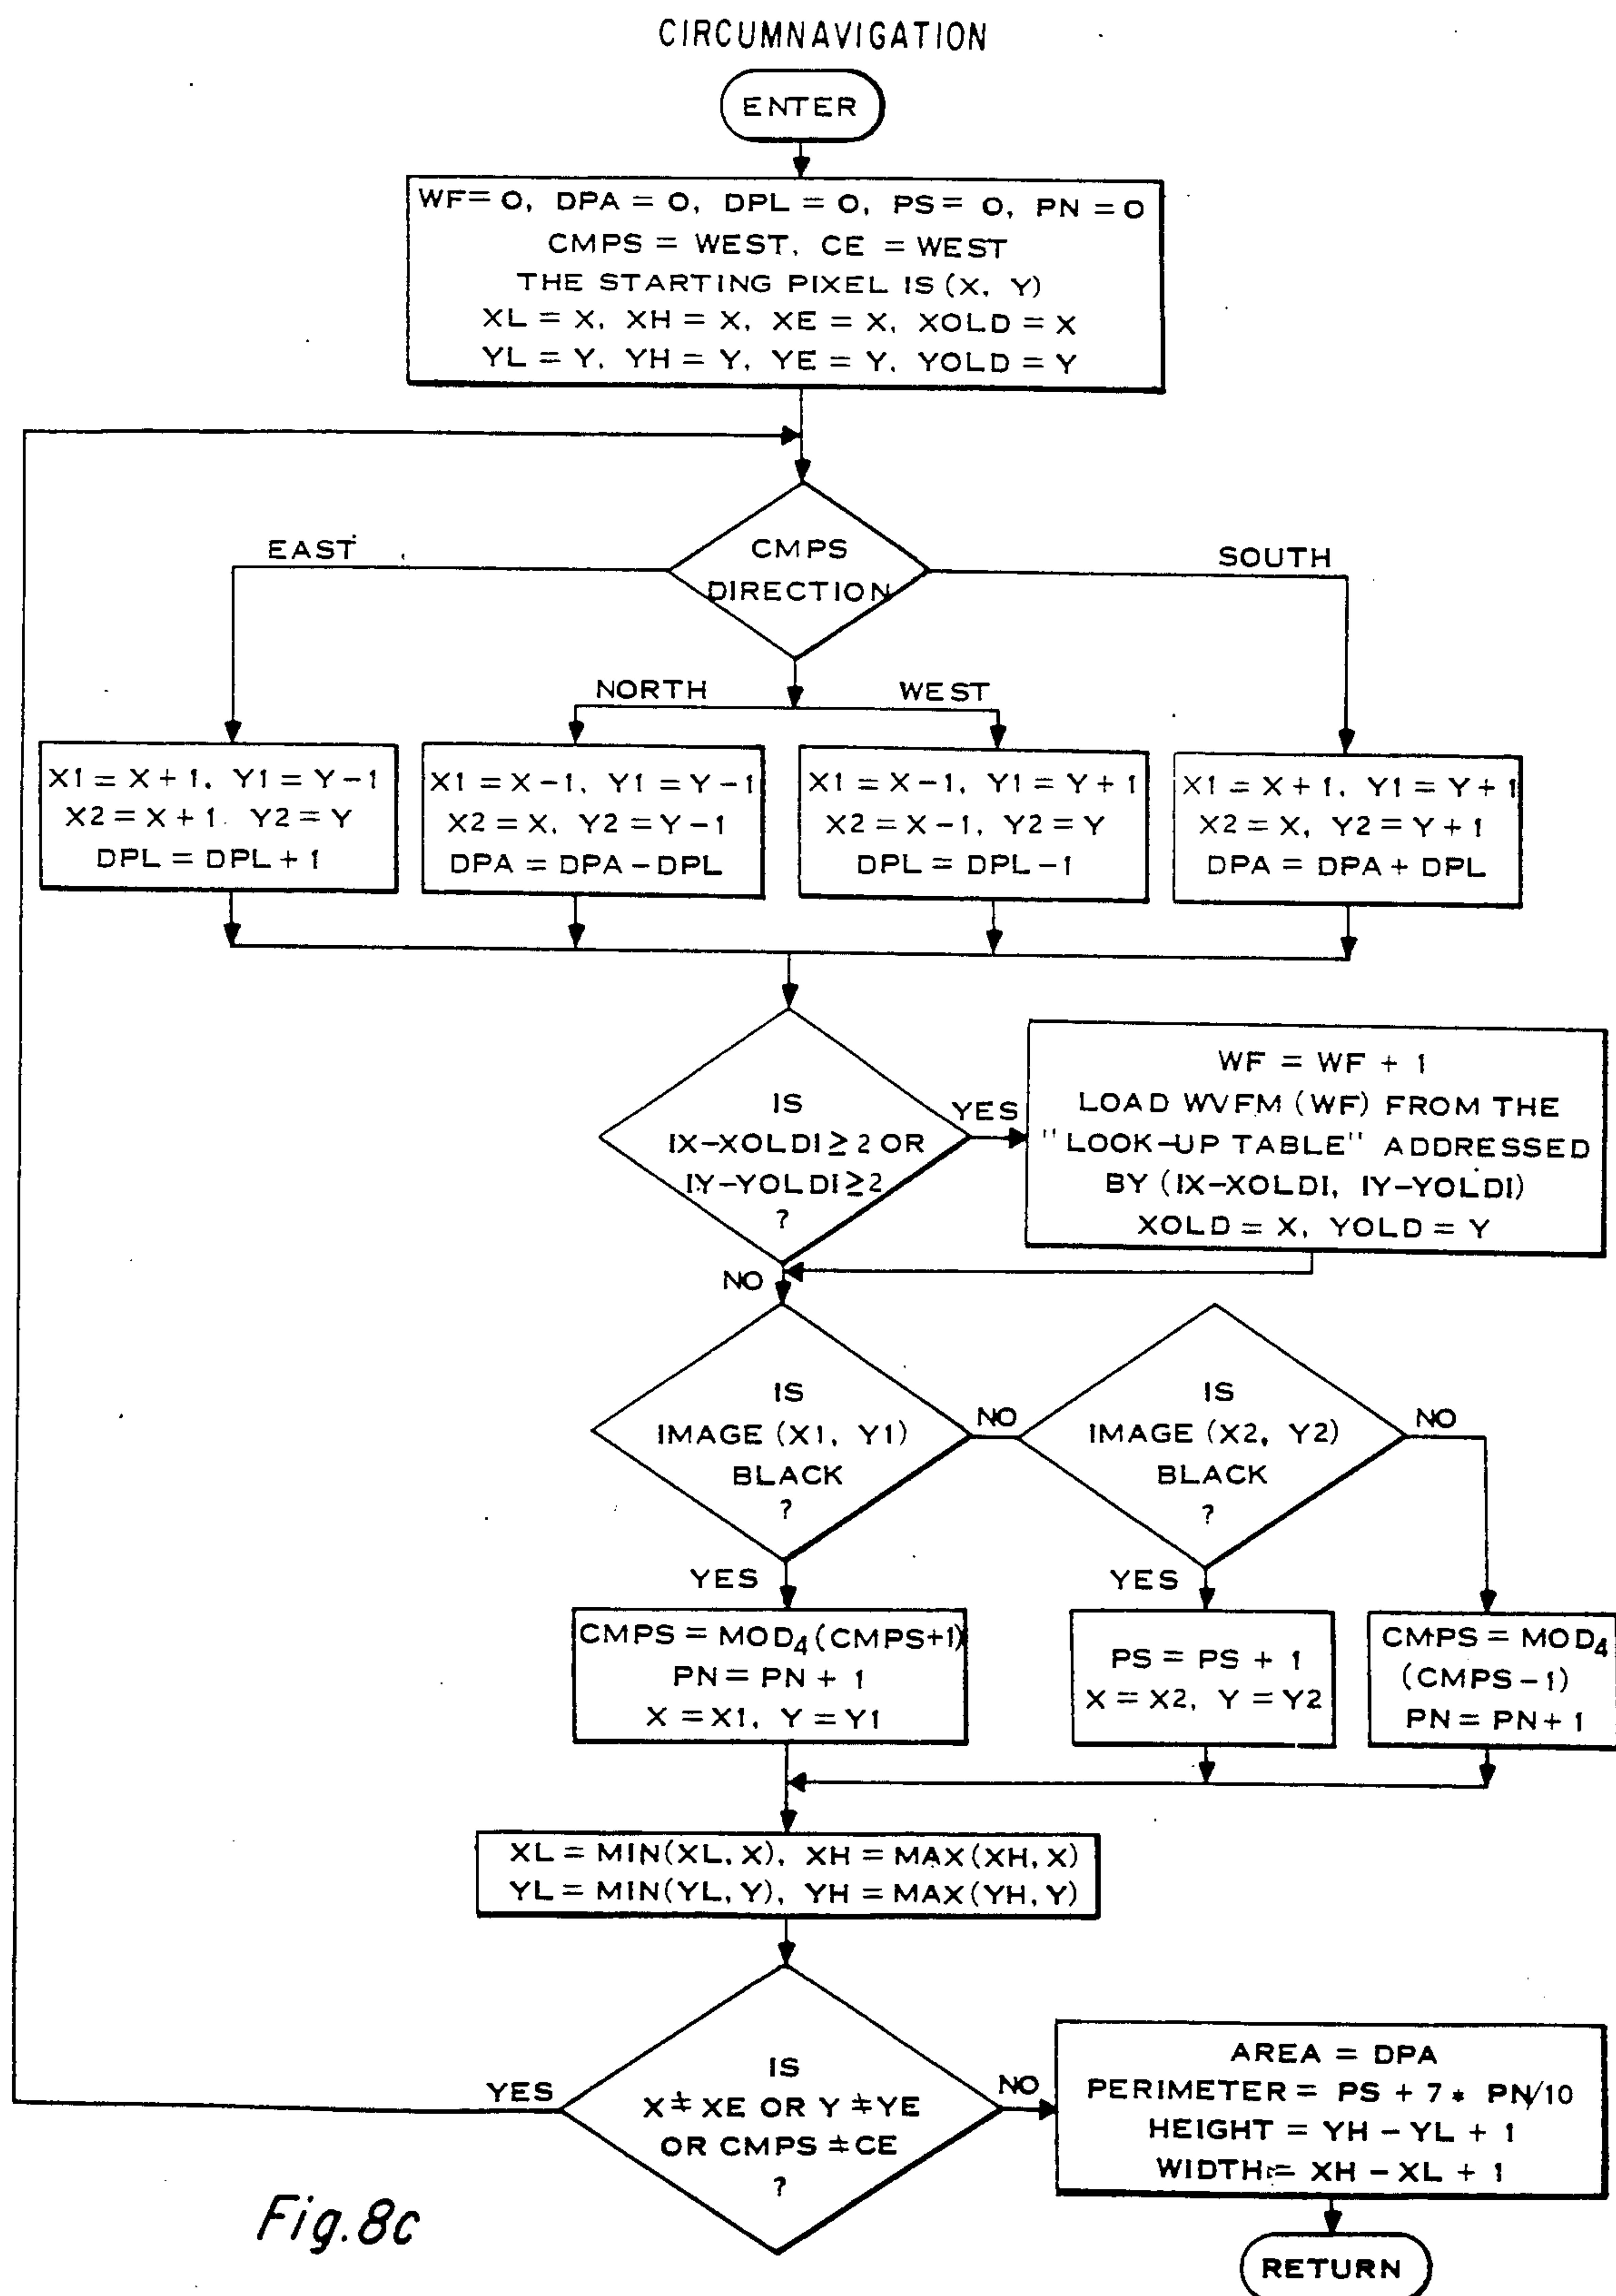 CIRCUMNAVIGATION
ENTER
WF=0, DPA=0, DPL=0, PS=0, PN=0
CMPS = WEST, CE = WEST
THE STARTING PIXEL IS (X, Y)
XL = X, XH = X, XE = X, XOLD = X
YL = Y, YH = Y, YE = Y, YOLD = Y
CMPS
DIRECTION
EAST
SOUTH
NORTH
WEST
X1 = X+1, Y1 = Y-1
X2 = X+1 Y2 = Y
DPL = DPL + 1
X1 = X-1, Y1 = Y-1
X2 = X, Y2 = Y-1
DPA = DPA - DPL
X1 = X-1, Y1 = Y+1
X2 = X-1, Y2 = Y
DPL = DPL-1
X1 = X+1, Y1 = Y+1
X2 = X, Y2 = Y+1
DPA = DPA + DPL
IS
IX-XOLDI ≥ 2 OR
IY-YOLDI ≥ 2
?
YES
NO
WF = WF + 1
LOAD WVFM (WF) FROM THE
"LOOK-UP TABLE" ADDRESSED
BY (IX-XOLDI, IY-YOLDI)
XOLD = X, YOLD = Y
IS
IMAGE (X1, Y1)
BLACK
?
NO
YES
IS
IMAGE (X2, Y2)
BLACK
?
NO
YES
CMPS = MOD₄(CMPS+1)
PN = PN + 1
X = X1, Y = Y1
PS = PS + 1
X = X2, Y = Y2
CMPS = MOD₄
(CMPS-1)
PN = PN+1
XL = MIN(XL, X), XH = MAX(XH, X)
YL = MIN(YL, Y), YH = MAX(YH, Y)
IS
X ≠ XE OR Y ≠ YE
OR CMPS ≠ CE
?
YES
NO
AREA = DPA
PERIMETER = PS + 7 * PN/10
HEIGHT = YH - YL + 1
WIDTH = XH - XL + 1
RETURN
Fig.8c